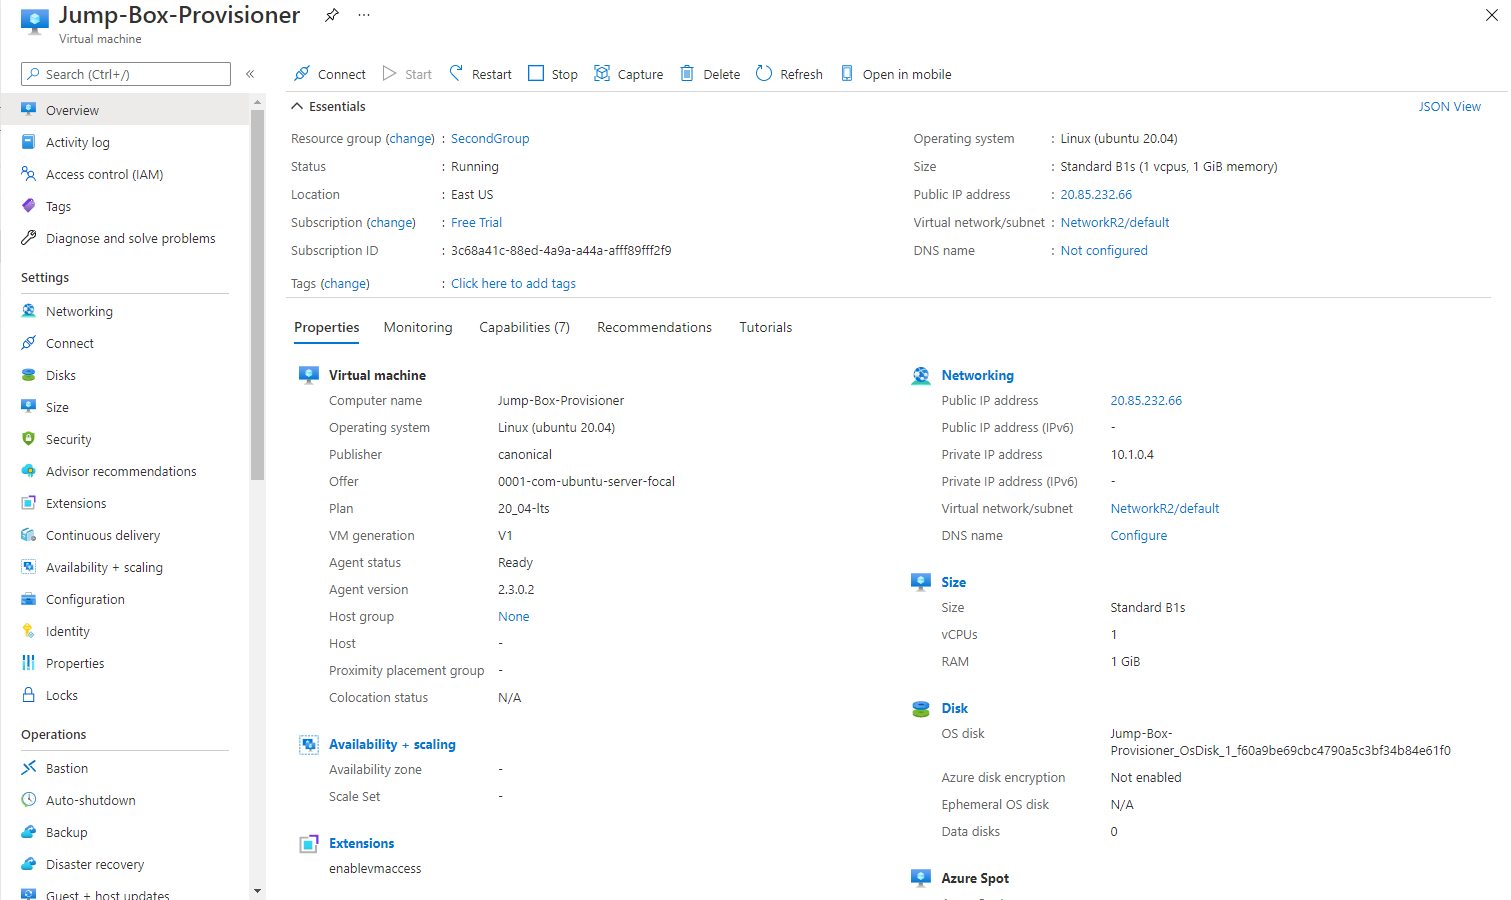 Jump-Box-Provisioner
...
Virtual machine
Search (Ctrl+/)
«
Overview
Activity log
Access control (IAM)
Tags
Diagnose and solve problems
Settings
Networking
Connect
Disks
Size
Security
Advisor recommendations
Extensions
Continuous delivery
Availability + scaling
Configuration
Identity
Properties
Locks
Operations
Bastion
Auto-shutdown
Backup
Disaster recovery
Guest + host updates
Connect Start Restart Stop Capture Delete Refresh Open in mobile
Essentials JSON View
Resource group (change) : SecondGroup
Status : Running
Location : East US
Subscription (change) : Free Trial
Subscription ID : 3c68a41c-88ed-4a9a-a44a-afff89fff2f9
Tags (change) : Click here to add tags
Operating system : Linux (ubuntu 20.04)
Size : Standard B1s (1 vcpus, 1 GiB memory)
Public IP address : 20.85.232.66
Virtual network/subnet : NetworkR2/default
DNS name : Not configured
Properties Monitoring Capabilities (7) Recommendations Tutorials
Virtual machine
Computer name Jump-Box-Provisioner
Operating system Linux (ubuntu 20.04)
Publisher canonical
Offer 0001-com-ubuntu-server-focal
Plan 20_04-lts
VM generation V1
Agent status Ready
Agent version 2.3.0.2
Host group None
Host -
Proximity placement group -
Colocation status N/A
Availability + scaling
Availability zone -
Scale Set -
Extensions
enablevmaccess
Networking
Public IP address 20.85.232.66
Public IP address (IPv6) -
Private IP address 10.1.0.4
Private IP address (IPv6) -
Virtual network/subnet NetworkR2/default
DNS name Configure
Size
Size Standard B1s
vCPUs 1
RAM 1 GiB
Disk
OS disk Jump-Box-
Provisioner_OsDisk_1_f60a9be69cbc4790a5c3bf34b84e61f0
Azure disk encryption Not enabled
Ephemeral OS disk N/A
Data disks 0
Azure Spot